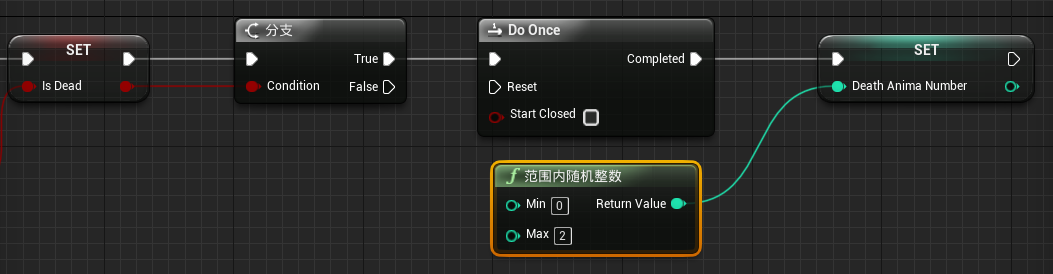 SET
Is Dead
分支
True
Condition
False
Do Once
Completed
Reset
Start Closed
SET
Death Anima Number
f 范围内随机整数
Min 0
Return Value
Max 2